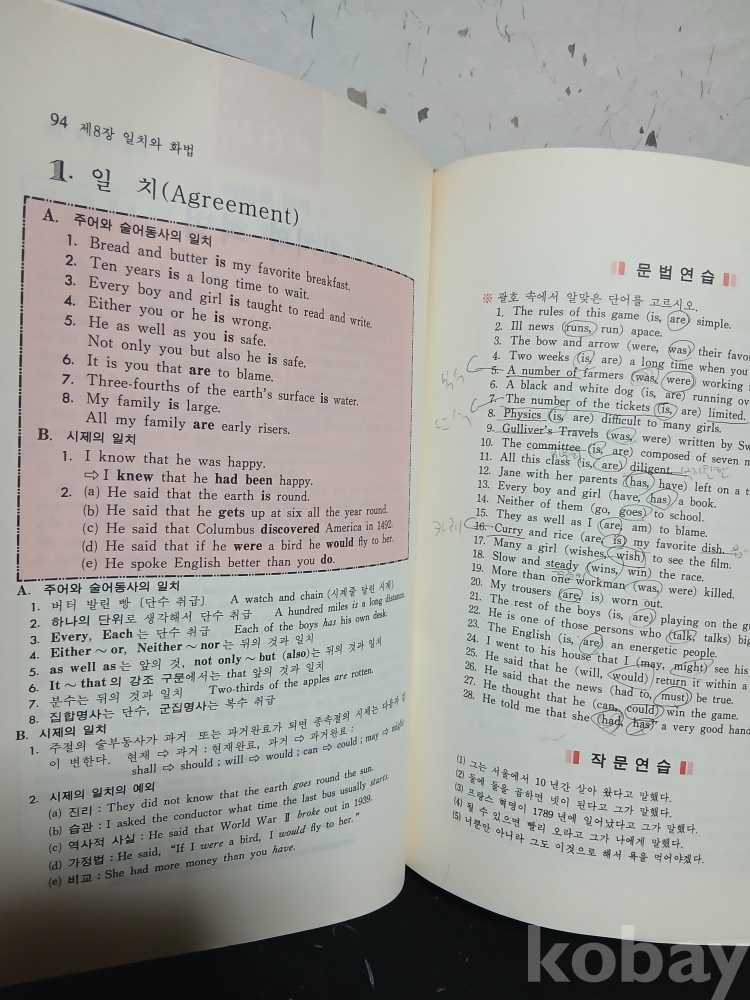 94 제8장 일치와 화법
1. 일 치(Agreement)
A. 주어와 술어동사의 일치
1. Bread and butter is my favorite breakfast.
2. Ten years is a long time to wait.
3. Every boy and girl is taught to read and write.
4. Either you or he is wrong.
5. He as well as you is safe.
Not only you but also he is safe.
6. It is you that are to blame.
7. Three-fourths of the earth's surface is water.
8. My family is large.
All my family are early risers.
B. 시제의 일치
1. I know that he was happy.
⇨ I knew that he had been happy.
2. (a) He said that the earth is round.
(b) He said that he gets up at six all the year round.
(c) He said that Columbus discovered America in 1492.
(d) He said that if he were a bird he would fly to her.
(e) He spoke English better than you do.
A. 주어와 술어동사의 일치
1. 버터 발린 빵 [단수 취급] A watch and chain (시계줄 달린 시계)
2. 하나의 단위로 생각해서 단수 취급 A hundred miles is a long distance.
3. Every, Each는 단수 취급 Each of the boys has his own desk.
4. Either ~ or, Neither ~ nor는 뒤의 것과 일치
5. as well as는 앞의 것, not only ~ but (also)는 뒤의 것과 일치
6. It ~ that의 강조 구문에서는 that 앞의 것과 일치
7. 분수는 뒤의 것과 일치 Two-thirds of the apples are rotten.
8. 집합명사는 단수, 군집명사는 복수 취급
B. 시제의 일치
1. 주절의 술부동사가 과거 또는 과거완료가 되면 종속절의 시제는 다음과 같
이 변한다. 현재 ⇨ 과거 : 현재완료, 과거 ⇨ 과거완료 :
shall ⇨ should ; will ⇨ would ; can ⇨ could ; may ⇨ might
2. 시제의 일치의 예외
(a) 진리 : They did not know that the earth goes round the sun.
(b) 습관 : I asked the conductor what time the last bus usually starts.
(c) 역사적 사실 : He said that World War Ⅱ broke out in 1939.
(d) 가정법 : He said, "If I were a bird, I would fly to her."
(e) 비교 : She had more money than you have.
문법연습
※ 괄호 속에서 알맞은 단어를 고르시오.
1. The rules of this game (is, are) simple.
2. Ill news (runs, run) apace.
3. The bow and arrow (were, was) their favor
4. Two weeks (is, are) a long time when you
복수
5. A number of farmers (was, were) working
6. A black and white dog (is, are) running ov
단수
7. The number of the tickets (is, are) limited.
8. Physics (is, are) difficult to many girls.
9. Gulliver's Travels (was, were) written by Sw
10. The committee (is, are) composed of seven m
11. All this class (is, are) diligent.
12. Jane with her parents (has, have) left on a t
13. Every boy and girl (have, has) a book.
14. Neither of them (go, goes) to school.
15. They as well as I (are, am) to blame.
카레
16. Curry and rice (are, is) my favorite dish.
17. Many a girl (wishes, wish) to see the film.
18. Slow and steady (wins, win) the race.
19. More than one workman (was, were) killed.
20. My trousers (are, is) worn out.
21. The rest of the boys (is, are) playing on the gr
22. He is one of those persons who (talk, talks) big
23. The English (is, are) an energetic people.
24. I went to his house that I (may, might) see his
25. He said that he (will, would) return it within a
26. He said that the news (had to, must) be true.
27. He thought that he (can, could) win the game.
28. He told me that she (had, has) a very good hand
작문연습
(1) 그는 서울에서 10년간 살아 왔다고 말했다.
(2) 둘에 둘을 곱하면 넷이 된다고 그가 말했다.
(3) 프랑스 혁명이 1789년에 일어났다고 그가 말했다.
(4) 될 수 있으면 빨리 오라고 그가 나에게 말했다.
(5) 너뿐만 아니라 그도 이것으로 해서 욕을 먹어야겠다.
kobay